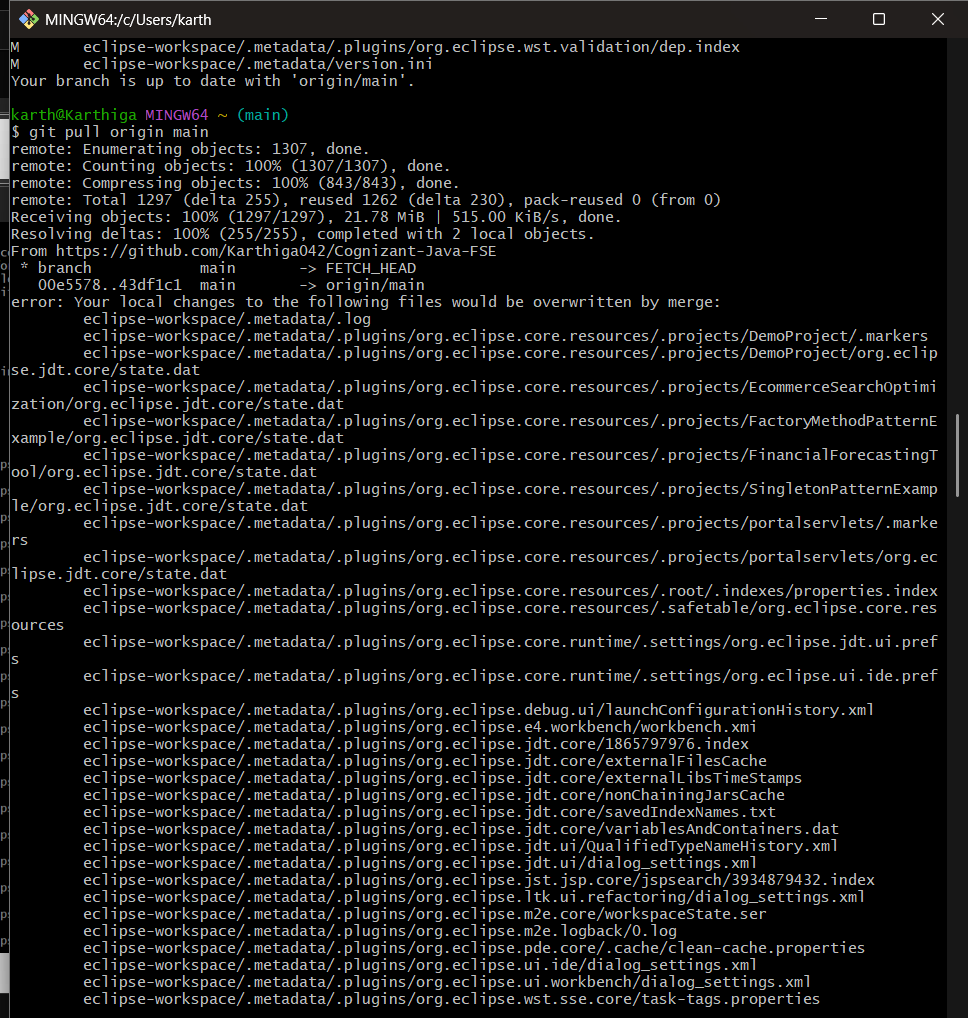 MINGW64:/c/Users/karth
M       eclipse-workspace/.metadata/.plugins/org.eclipse.wst.validation/dep.index
M       eclipse-workspace/.metadata/version.ini
Your branch is up to date with 'origin/main'.
karth@Karthiga MINGW64 ~ (main)
$ git pull origin main
remote: Enumerating objects: 1307, done.
remote: Counting objects: 100% (1307/1307), done.
remote: Compressing objects: 100% (843/843), done.
remote: Total 1297 (delta 255), reused 1262 (delta 230), pack-reused 0 (from 0)
Receiving objects: 100% (1297/1297), 21.78 MiB | 515.00 KiB/s, done.
Resolving deltas: 100% (255/255), completed with 2 local objects.
From https://github.com/Karthiga042/Cognizant-Java-FSE
 * branch            main       -> FETCH_HEAD
   00e5578..43df1c1  main       -> origin/main
error: Your local changes to the following files would be overwritten by merge:
        eclipse-workspace/.metadata/.log
        eclipse-workspace/.metadata/.plugins/org.eclipse.core.resources/.projects/DemoProject/.markers
        eclipse-workspace/.metadata/.plugins/org.eclipse.core.resources/.projects/DemoProject/org.eclip
se.jdt.core/state.dat
        eclipse-workspace/.metadata/.plugins/org.eclipse.core.resources/.projects/EcommerceSearchOptimi
zation/org.eclipse.jdt.core/state.dat
        eclipse-workspace/.metadata/.plugins/org.eclipse.core.resources/.projects/FactoryMethodPatternE
xample/org.eclipse.jdt.core/state.dat
        eclipse-workspace/.metadata/.plugins/org.eclipse.core.resources/.projects/FinancialForecastingT
ool/org.eclipse.jdt.core/state.dat
        eclipse-workspace/.metadata/.plugins/org.eclipse.core.resources/.projects/SingletonPatternExamp
le/org.eclipse.jdt.core/state.dat
        eclipse-workspace/.metadata/.plugins/org.eclipse.core.resources/.projects/portalservlets/.marke
rs
        eclipse-workspace/.metadata/.plugins/org.eclipse.core.resources/.projects/portalservlets/org.ec
lipse.jdt.core/state.dat
        eclipse-workspace/.metadata/.plugins/org.eclipse.core.resources/.root/.indexes/properties.index
        eclipse-workspace/.metadata/.plugins/org.eclipse.core.resources/.safetable/org.eclipse.core.res
ources
        eclipse-workspace/.metadata/.plugins/org.eclipse.core.runtime/.settings/org.eclipse.jdt.ui.pref
s
        eclipse-workspace/.metadata/.plugins/org.eclipse.core.runtime/.settings/org.eclipse.ui.ide.pref
s
        eclipse-workspace/.metadata/.plugins/org.eclipse.debug.ui/launchConfigurationHistory.xml
        eclipse-workspace/.metadata/.plugins/org.eclipse.e4.workbench/workbench.xmi
        eclipse-workspace/.metadata/.plugins/org.eclipse.jdt.core/1865797976.index
        eclipse-workspace/.metadata/.plugins/org.eclipse.jdt.core/externalFilesCache
        eclipse-workspace/.metadata/.plugins/org.eclipse.jdt.core/externalLibsTimeStamps
        eclipse-workspace/.metadata/.plugins/org.eclipse.jdt.core/nonChainingJarsCache
        eclipse-workspace/.metadata/.plugins/org.eclipse.jdt.core/savedIndexNames.txt
        eclipse-workspace/.metadata/.plugins/org.eclipse.jdt.core/variablesAndContainers.dat
        eclipse-workspace/.metadata/.plugins/org.eclipse.jdt.ui/QualifiedTypeNameHistory.xml
        eclipse-workspace/.metadata/.plugins/org.eclipse.jdt.ui/dialog_settings.xml
        eclipse-workspace/.metadata/.plugins/org.eclipse.jst.jsp.core/jspsearch/3934879432.index
        eclipse-workspace/.metadata/.plugins/org.eclipse.ltk.ui.refactoring/dialog_settings.xml
        eclipse-workspace/.metadata/.plugins/org.eclipse.m2e.core/workspaceState.ser
        eclipse-workspace/.metadata/.plugins/org.eclipse.m2e.logback/0.log
        eclipse-workspace/.metadata/.plugins/org.eclipse.pde.core/.cache/clean-cache.properties
        eclipse-workspace/.metadata/.plugins/org.eclipse.ui.ide/dialog_settings.xml
        eclipse-workspace/.metadata/.plugins/org.eclipse.ui.workbench/dialog_settings.xml
        eclipse-workspace/.metadata/.plugins/org.eclipse.wst.sse.core/task-tags.properties